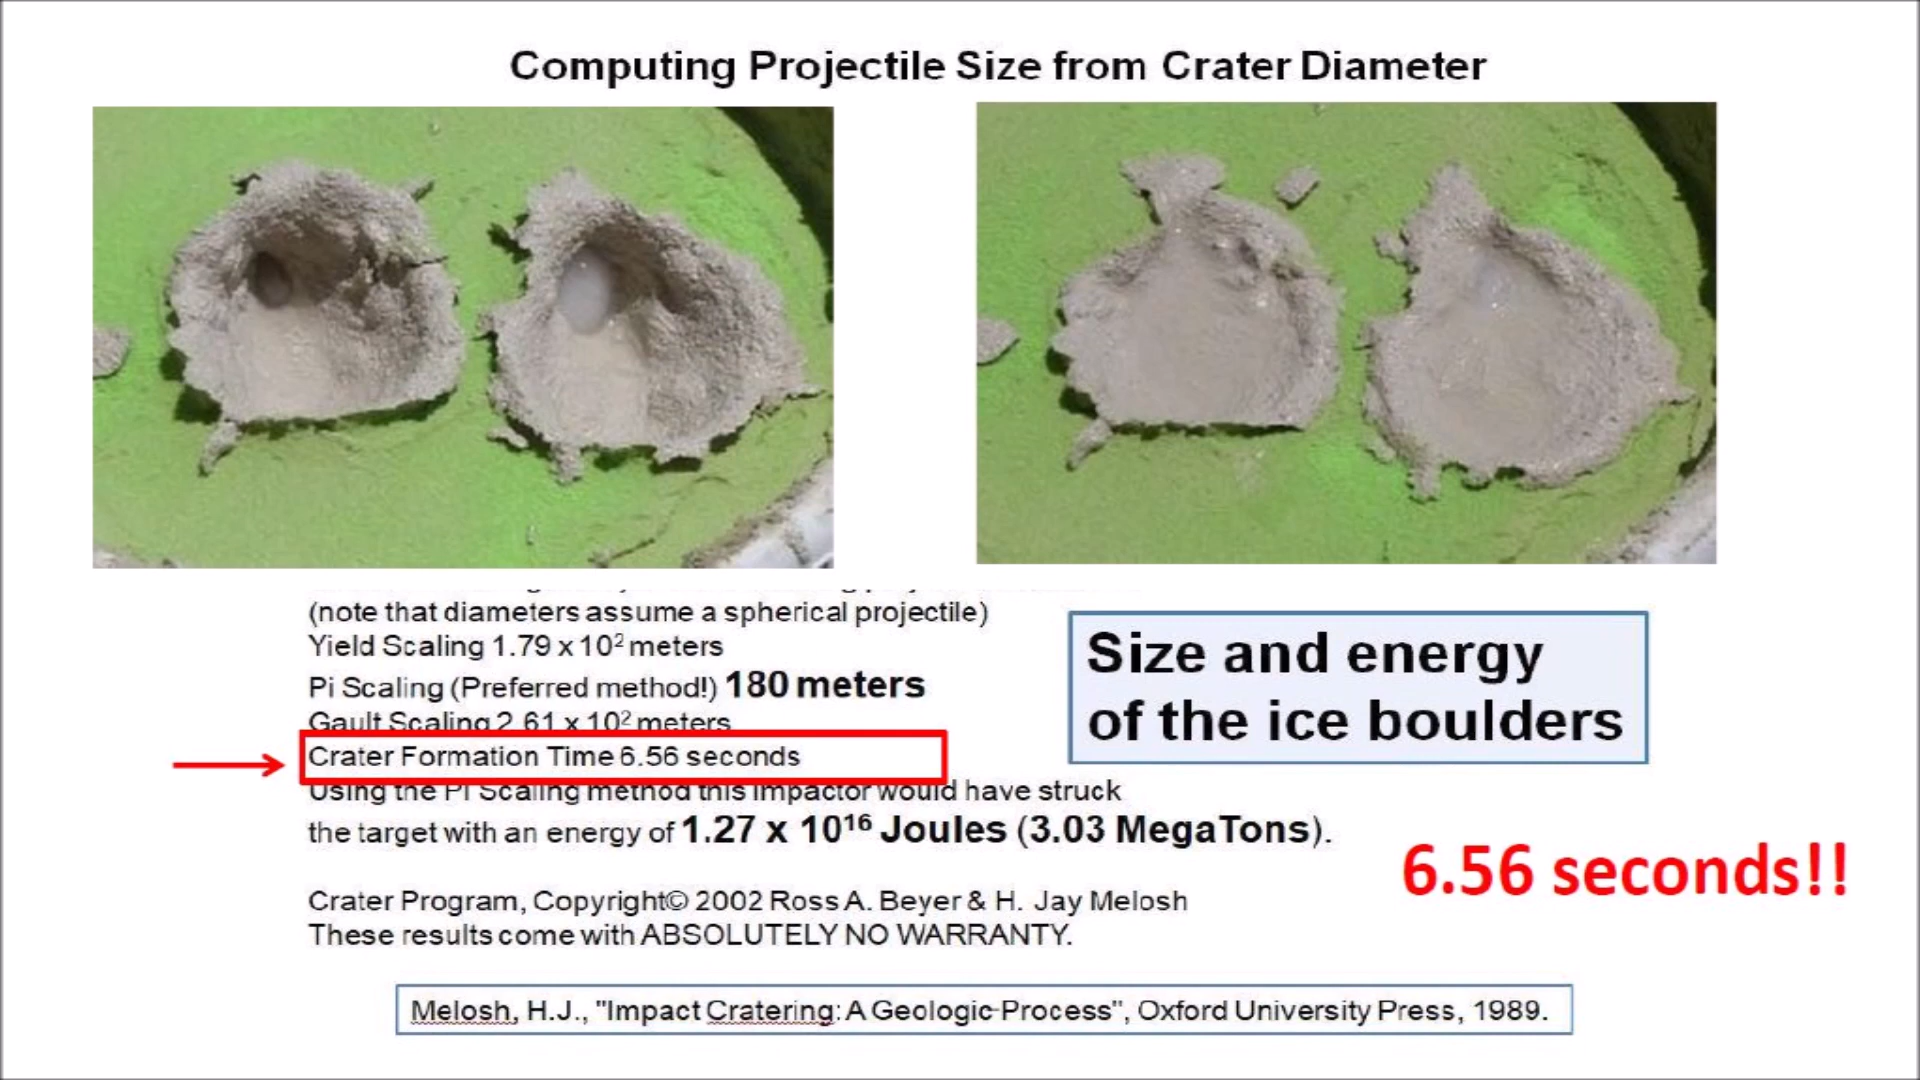 Computing Projectile Size from Crater Diameter
(note that diameters assume a spherical projectile)
Yield Scaling 1.79 x 10² meters
Pi Scaling (Preferred method!) 180 meters
Gault Scaling 2.61 x 10² meters
Crater Formation Time 6.56 seconds
Using the Pi Scaling method this impactor would have struck
the target with an energy of 1.27 x 10¹⁶ Joules (3.03 MegaTons).
Size and energy
of the ice boulders
6.56 seconds!!
Crater Program, Copyright© 2002 Ross A. Beyer & H. Jay Melosh
These results come with ABSOLUTELY NO WARRANTY.
Melosh, H.J., "Impact Cratering: A Geologic Process", Oxford University Press, 1989.